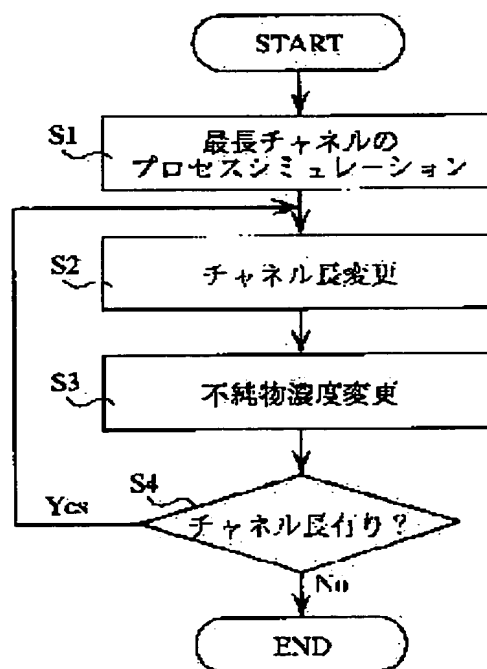 START
S1
最長チャネルの
プロセスシミュレーション
S2
チャネル長変更
S3
不純物濃度変更
S4
Yes
チャネル長有り？
No
END